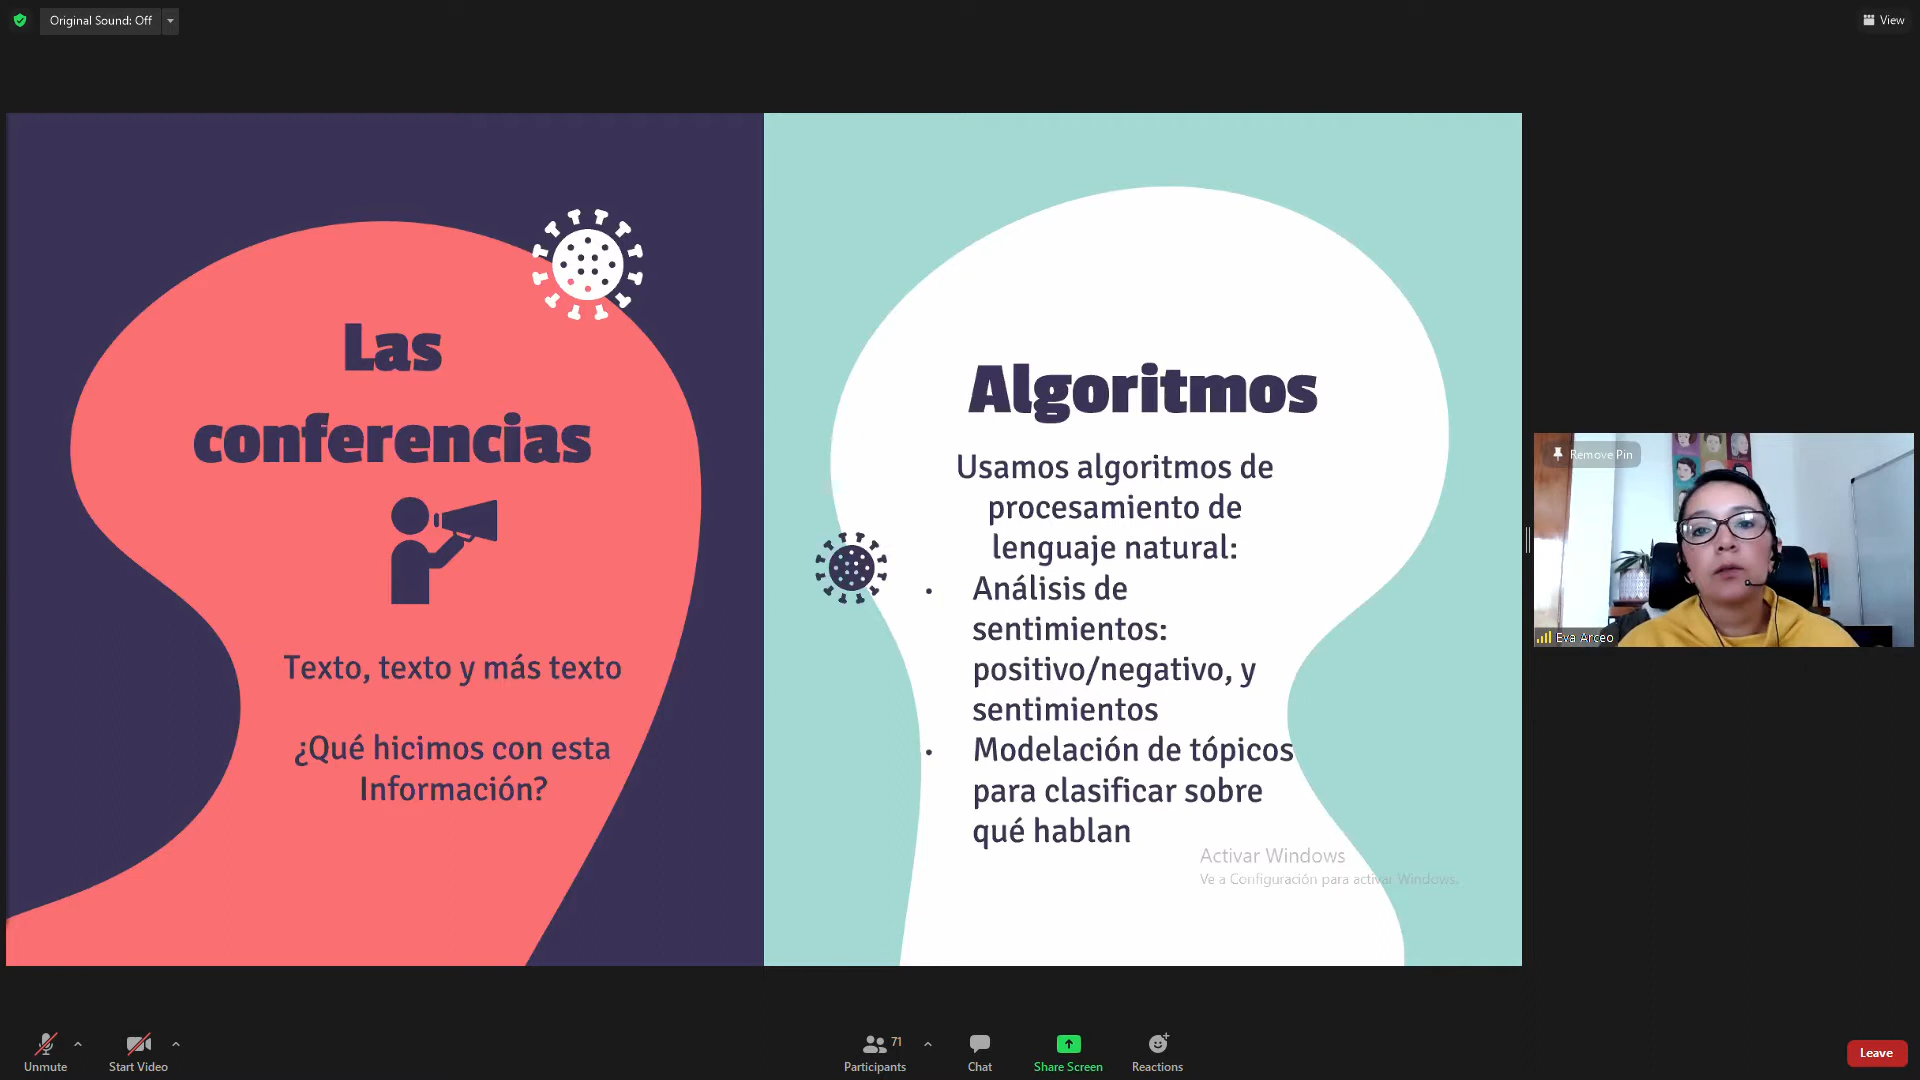 Original Sound: Off
View
Las
conferencias
Texto, texto y más texto
¿Qué hicimos con esta
Información?
Algoritmos
Usamos algoritmos de
procesamiento de
lenguaje natural:
• Análisis de
sentimientos:
positivo/negativo, y
sentimientos
• Modelación de tópicos
para clasificar sobre
qué hablan
Activar Windows
Ve a Configuración para activar Windows.
Remove Pin
Eva Arceo
Unmute
Start Video
71
Participants
Chat
Share Screen
Reactions
Leave